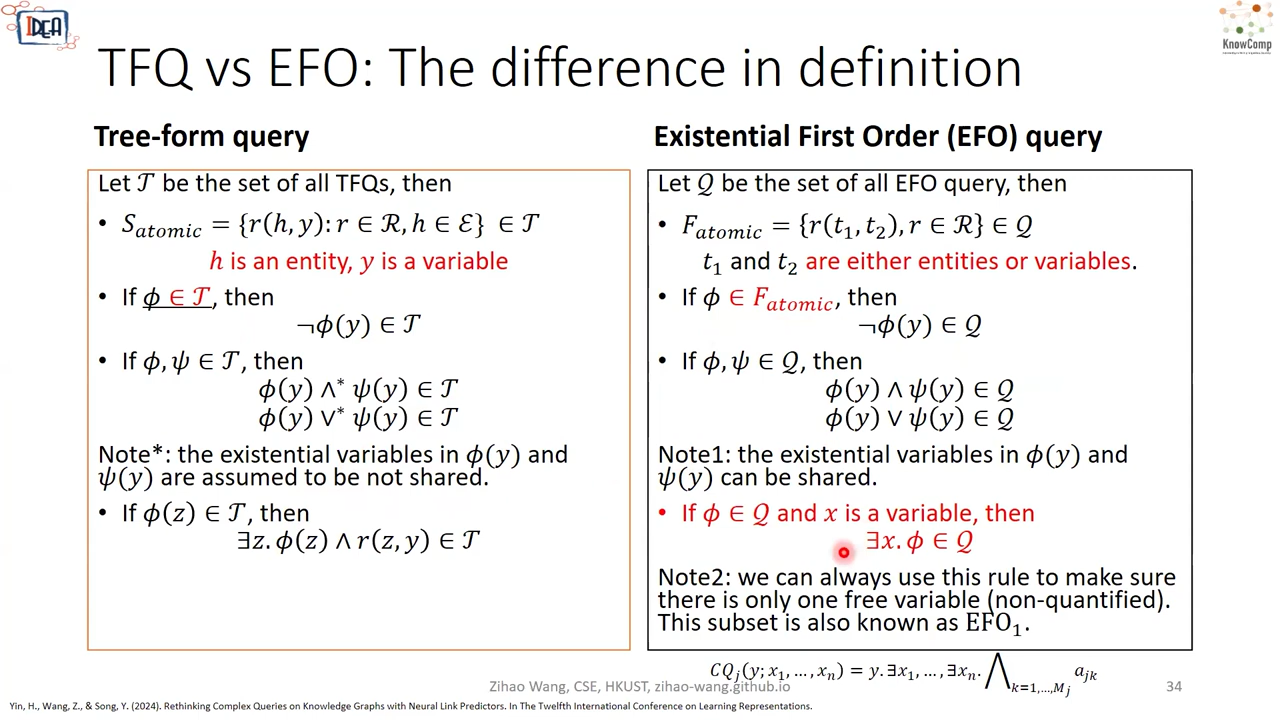 IDEA
KnowComp
TFQ vs EFO: The difference in definition
Tree-form query
Let 𝒯 be the set of all TFQs, then
• S_atomic = {r(h, y): r ∈ ℛ, h ∈ ℰ} ∈ 𝒯
h is an entity, y is a variable
• If ϕ ∈ 𝒯, then
¬ϕ(y) ∈ 𝒯
• If ϕ, ψ ∈ 𝒯, then
ϕ(y) ∧* ψ(y) ∈ 𝒯
ϕ(y) ∨* ψ(y) ∈ 𝒯
Note*: the existential variables in ϕ(y) and
ψ(y) are assumed to be not shared.
• If ϕ(z) ∈ 𝒯, then
∃z. ϕ(z) ∧ r(z, y) ∈ 𝒯
Existential First Order (EFO) query
Let 𝒬 be the set of all EFO query, then
• F_atomic = {r(t₁, t₂), r ∈ ℛ} ∈ 𝒬
t₁ and t₂ are either entities or variables.
• If ϕ ∈ F_atomic, then
¬ϕ(y) ∈ 𝒬
• If ϕ, ψ ∈ 𝒬, then
ϕ(y) ∧ ψ(y) ∈ 𝒬
ϕ(y) ∨ ψ(y) ∈ 𝒬
Note1: the existential variables in ϕ(y) and
ψ(y) can be shared.
• If ϕ ∈ 𝒬 and x is a variable, then
∃x. ϕ ∈ 𝒬
Note2: we can always use this rule to make sure
there is only one free variable (non-quantified).
This subset is also known as EFO₁.
CQ_j(y; x₁, …, x_n) = y. ∃x₁, …, ∃x_n. ⋀_{k=1,…,M_j} a_{jk}
Zihao Wang, CSE, HKUST, zihao-wang.github.io
34
Yin, H., Wang, Z., & Song, Y. (2024). Rethinking Complex Queries on Knowledge Graphs with Neural Link Predictors. In The Twelfth International Conference on Learning Representations.